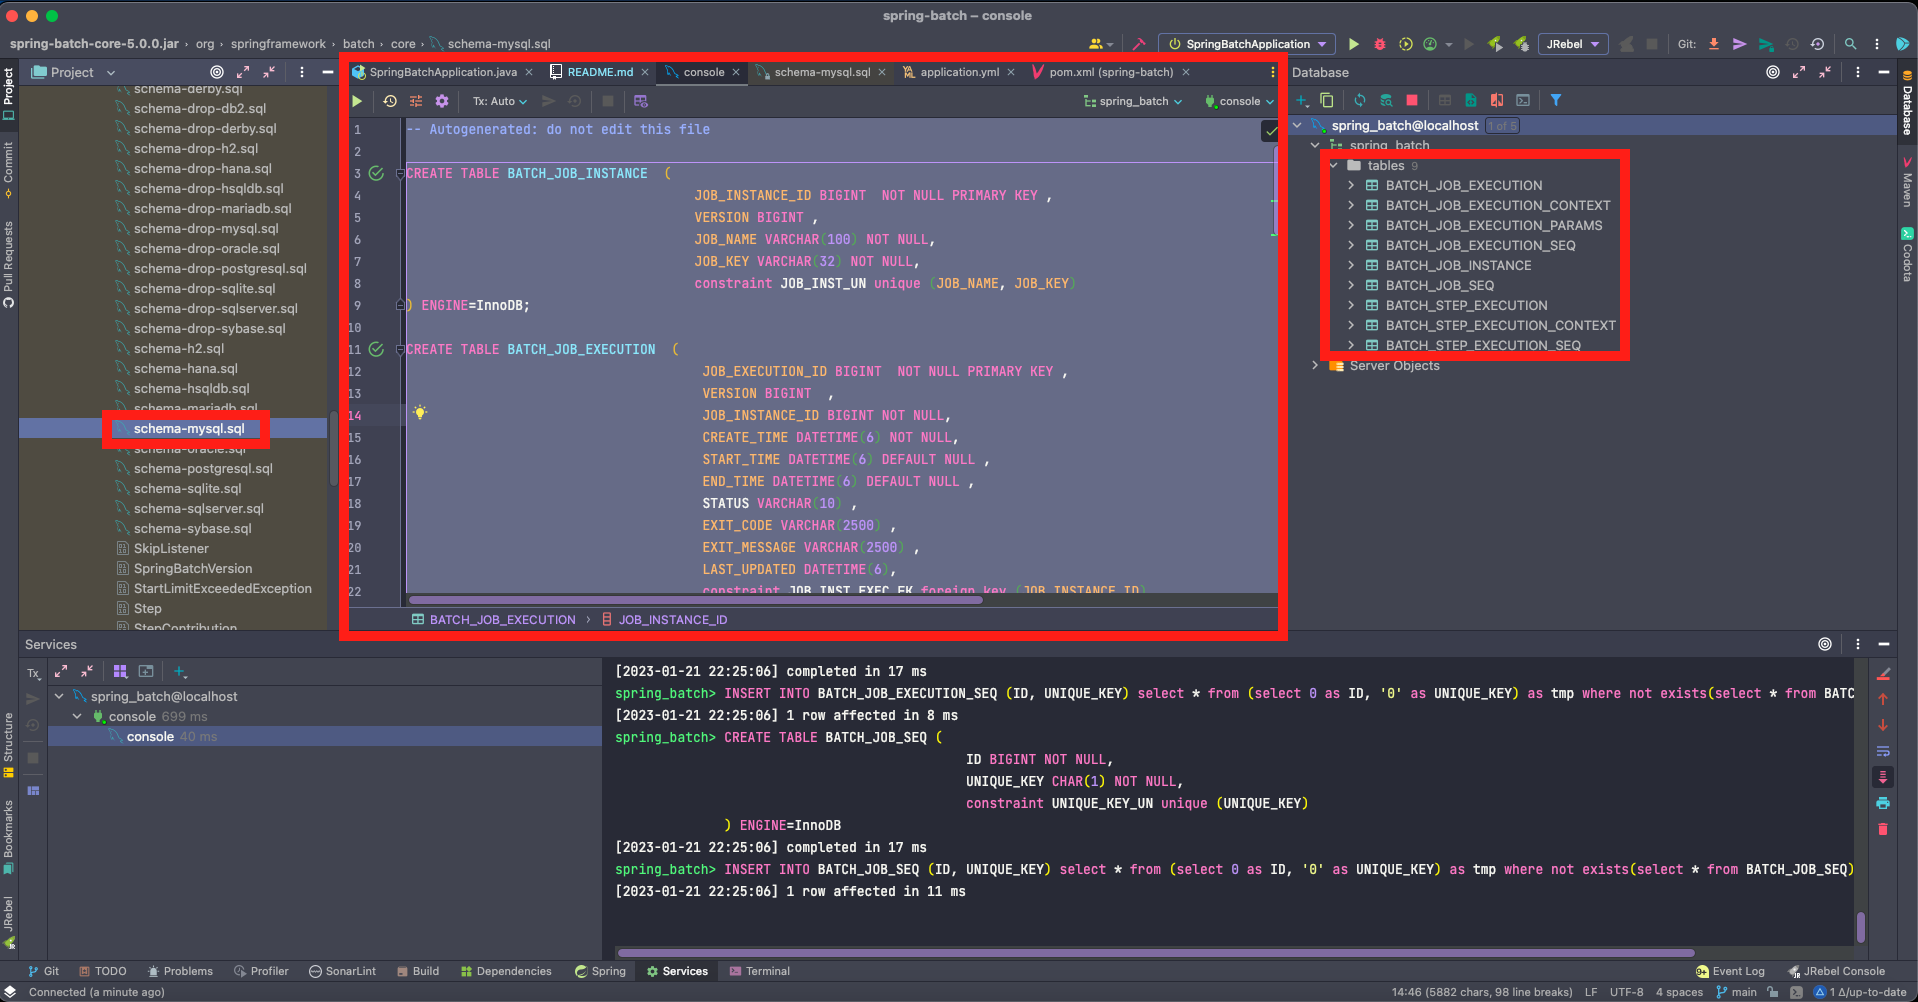 spring-batch – console
spring-batch-core-5.0.0.jar › org › springframework › batch › core › schema-mysql.sql
SpringBatchApplication
JRebel
Git:
Project
SpringBatchApplication.java
README.md
console
schema-mysql.sql
application.yml
pom.xml (spring-batch)
Database
Tx: Auto
spring_batch
console
Project
Commit
Pull Requests
Structure
Bookmarks
JRebel
schema-derby.sql
schema-drop-db2.sql
schema-drop-derby.sql
schema-drop-h2.sql
schema-drop-hana.sql
schema-drop-hsqldb.sql
schema-drop-mariadb.sql
schema-drop-mysql.sql
schema-drop-oracle.sql
schema-drop-postgresql.sql
schema-drop-sqlite.sql
schema-drop-sqlserver.sql
schema-drop-sybase.sql
schema-h2.sql
schema-hana.sql
schema-hsqldb.sql
schema-mariadb.sql
schema-mysql.sql
schema-oracle.sql
schema-postgresql.sql
schema-sqlite.sql
schema-sqlserver.sql
schema-sybase.sql
SkipListener
SpringBatchVersion
StartLimitExceededException
Step
StepContribution
1 -- Autogenerated: do not edit this file
2
3 CREATE TABLE BATCH_JOB_INSTANCE (
4 JOB_INSTANCE_ID BIGINT NOT NULL PRIMARY KEY ,
5 VERSION BIGINT ,
6 JOB_NAME VARCHAR(100) NOT NULL,
7 JOB_KEY VARCHAR(32) NOT NULL,
8 constraint JOB_INST_UN unique (JOB_NAME, JOB_KEY)
9 ) ENGINE=InnoDB;
10
11 CREATE TABLE BATCH_JOB_EXECUTION (
12 JOB_EXECUTION_ID BIGINT NOT NULL PRIMARY KEY ,
13 VERSION BIGINT ,
14 JOB_INSTANCE_ID BIGINT NOT NULL,
15 CREATE_TIME DATETIME(6) NOT NULL,
16 START_TIME DATETIME(6) DEFAULT NULL ,
17 END_TIME DATETIME(6) DEFAULT NULL ,
18 STATUS VARCHAR(10) ,
19 EXIT_CODE VARCHAR(2500) ,
20 EXIT_MESSAGE VARCHAR(2500) ,
21 LAST_UPDATED DATETIME(6),
22 constraint JOB_INST_EXEC_FK foreign key (JOB_INSTANCE_ID)
BATCH_JOB_EXECUTION › JOB_INSTANCE_ID
spring_batch@localhost 1 of 5
spring_batch
tables 9
BATCH_JOB_EXECUTION
BATCH_JOB_EXECUTION_CONTEXT
BATCH_JOB_EXECUTION_PARAMS
BATCH_JOB_EXECUTION_SEQ
BATCH_JOB_INSTANCE
BATCH_JOB_SEQ
BATCH_STEP_EXECUTION
BATCH_STEP_EXECUTION_CONTEXT
BATCH_STEP_EXECUTION_SEQ
Server Objects
Database
Maven
Codota
Services
Tx
spring_batch@localhost
console 699 ms
console 40 ms
[2023-01-21 22:25:06] completed in 17 ms
spring_batch> INSERT INTO BATCH_JOB_EXECUTION_SEQ (ID, UNIQUE_KEY) select * from (select 0 as ID, '0' as UNIQUE_KEY) as tmp where not exists(select * from BATC
[2023-01-21 22:25:06] 1 row affected in 8 ms
spring_batch> CREATE TABLE BATCH_JOB_SEQ (
ID BIGINT NOT NULL,
UNIQUE_KEY CHAR(1) NOT NULL,
constraint UNIQUE_KEY_UN unique (UNIQUE_KEY)
) ENGINE=InnoDB
[2023-01-21 22:25:06] completed in 17 ms
spring_batch> INSERT INTO BATCH_JOB_SEQ (ID, UNIQUE_KEY) select * from (select 0 as ID, '0' as UNIQUE_KEY) as tmp where not exists(select * from BATCH_JOB_SEQ)
[2023-01-21 22:25:06] 1 row affected in 11 ms
Git
TODO
Problems
Profiler
SonarLint
Build
Dependencies
Spring
Services
Terminal
Event Log
JRebel Console
Connected (a minute ago)
14:46 (5882 chars, 98 line breaks)
LF
UTF-8
4 spaces
main
1 ∆/up-to-date